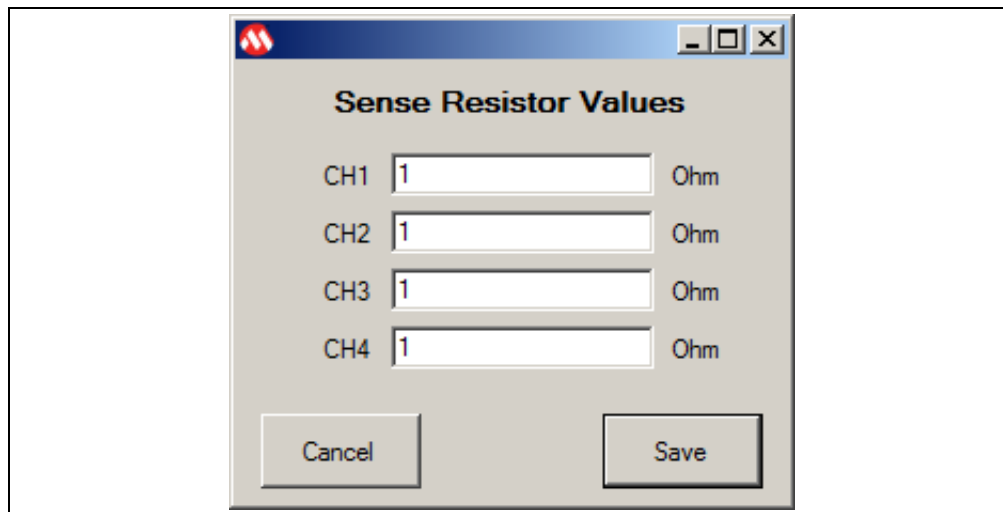 Sense Resistor Values
CH1 1 Ohm
CH2 1 Ohm
CH3 1 Ohm
CH4 1 Ohm
Cancel Save